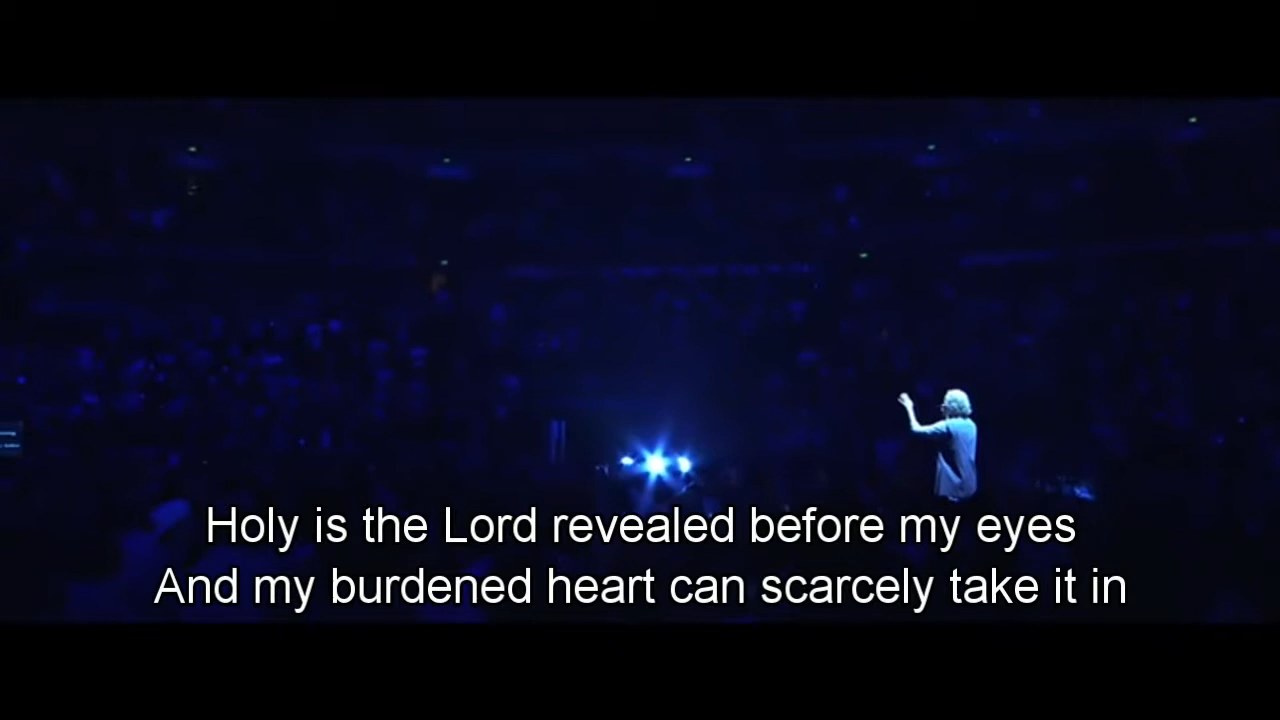 Holy is the Lord revealed before my eyes
And my burdened heart can scarcely take it in